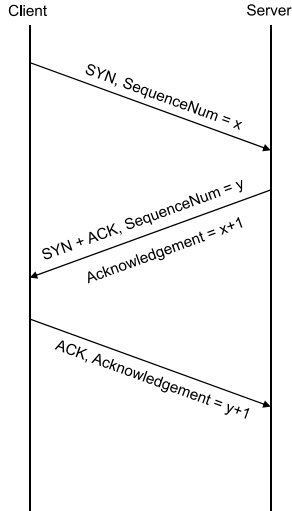 Client
Server
SYN, SequenceNum = x
SYN + ACK, SequenceNum = y
Acknowledgement = x+1
ACK, Acknowledgement = y+1